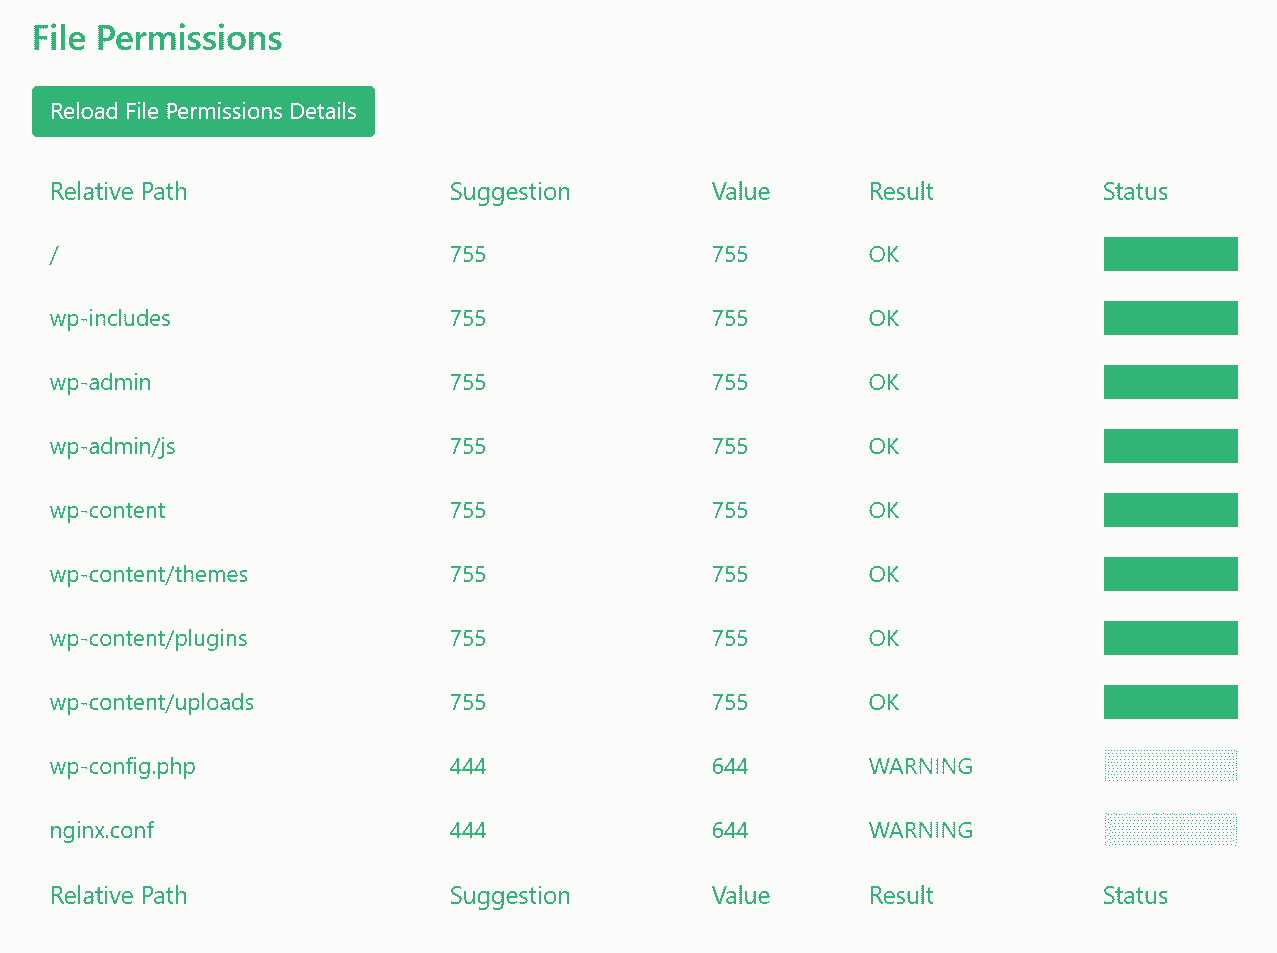 File Permissions
Reload File Permissions Details
Relative Path Suggestion Value Result Status
/ 755 755 OK
wp-includes 755 755 OK
wp-admin 755 755 OK
wp-admin/js 755 755 OK
wp-content 755 755 OK
wp-content/themes 755 755 OK
wp-content/plugins 755 755 OK
wp-content/uploads 755 755 OK
wp-config.php 444 644 WARNING
nginx.conf 444 644 WARNING
Relative Path Suggestion Value Result Status